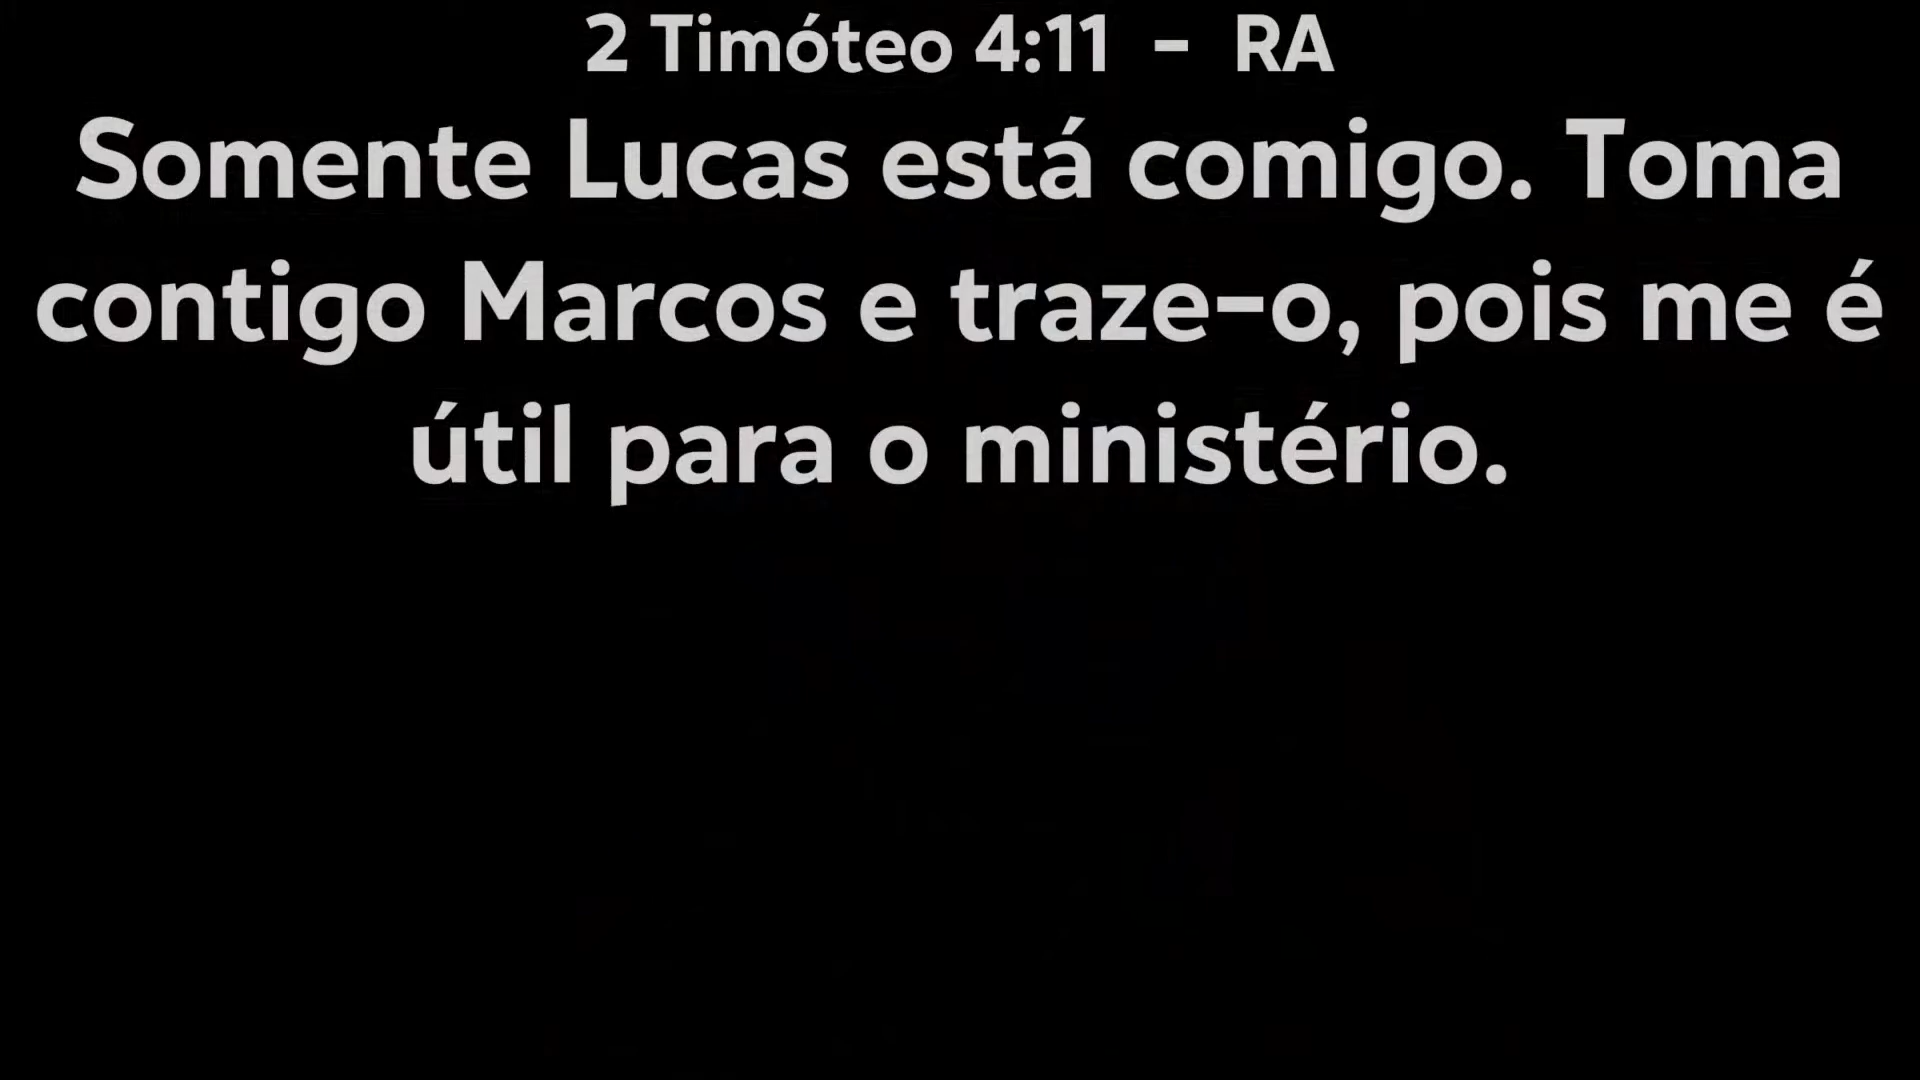 2 Timóteo 4:11 - RA
Somente Lucas está comigo. Toma
contigo Marcos e traze-o, pois me é
útil para o ministério.